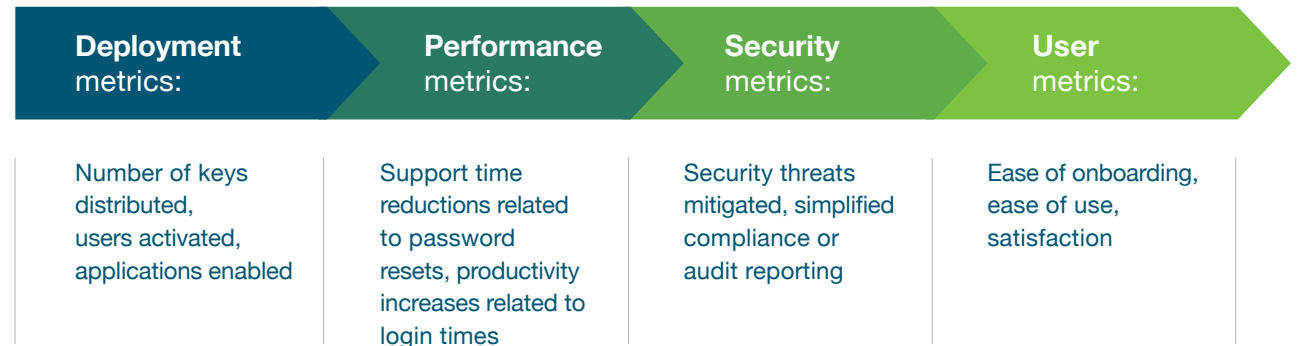 Deployment
metrics:
Performance
metrics:
Security
metrics:
User
metrics:
Number of keys
distributed,
users activated,
applications enabled
Support time
reductions related
to password
resets, productivity
increases related to
login times
Security threats
mitigated, simplified
compliance or
audit reporting
Ease of onboarding,
ease of use,
satisfaction